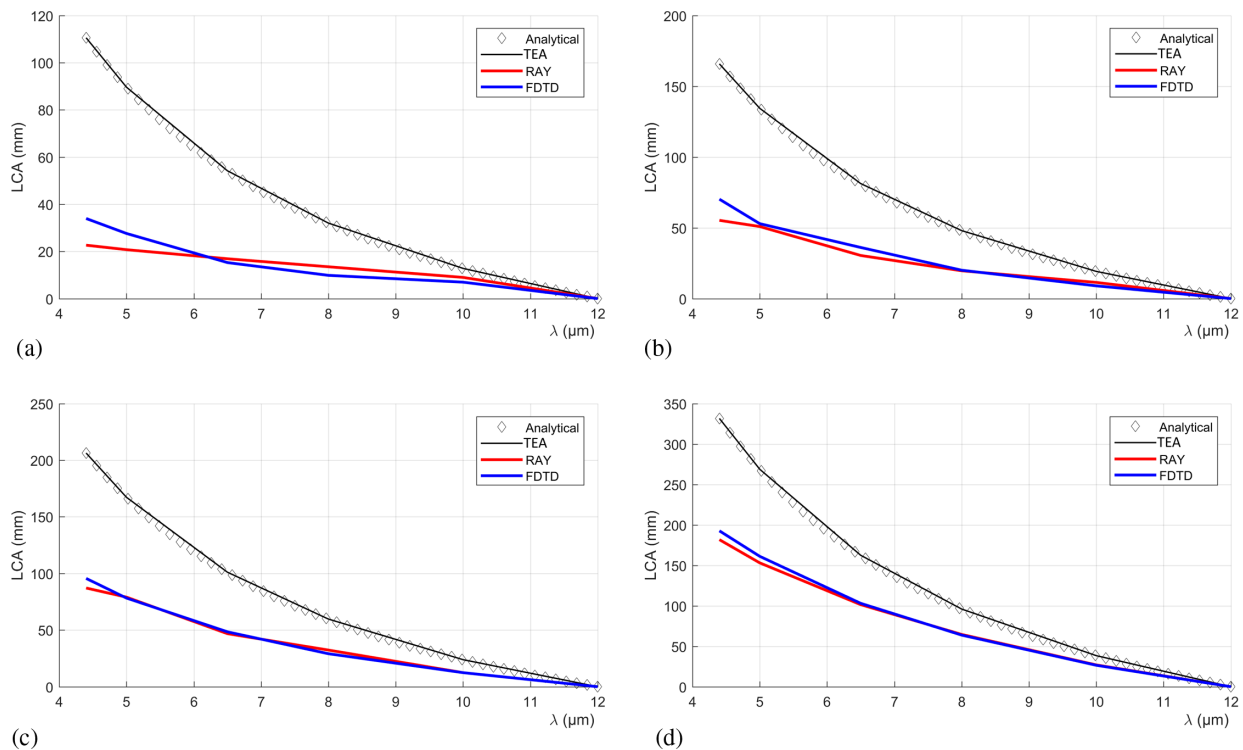 120
100
80
60
40
20
0
LCA (mm)
4 5 6 7 8 9 10 11 12
λ (µm)
Analytical
TEA
RAY
FDTD
(a)
200
150
100
50
0
LCA (mm)
4 5 6 7 8 9 10 11 12
λ (µm)
Analytical
TEA
RAY
FDTD
(b)
250
200
150
100
50
0
LCA (mm)
4 5 6 7 8 9 10 11 12
λ (µm)
Analytical
TEA
RAY
FDTD
(c)
350
300
250
200
150
100
50
0
LCA (mm)
4 5 6 7 8 9 10 11 12
λ (µm)
Analytical
TEA
RAY
FDTD
(d)